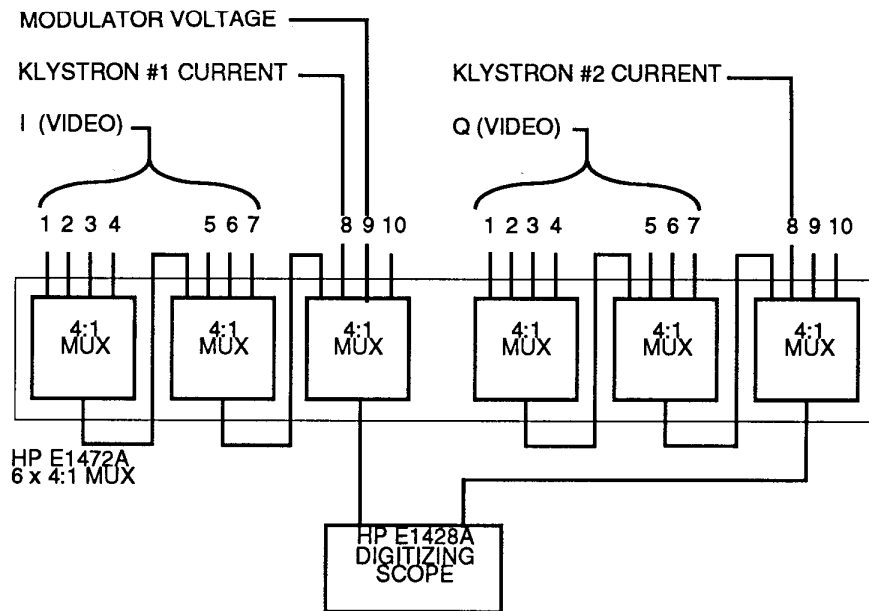 MODULATOR VOLTAGE
KLYSTRON #1 CURRENT
KLYSTRON #2 CURRENT
I (VIDEO)
Q (VIDEO)
1 2 3 4 5 6 7 8 9 10
1 2 3 4 5 6 7 8 9 10
4:1
MUX
4:1
MUX
4:1
MUX
4:1
MUX
4:1
MUX
4:1
MUX
HP E1472A
6 x 4:1 MUX
HP E1428A
DIGITIZING
SCOPE